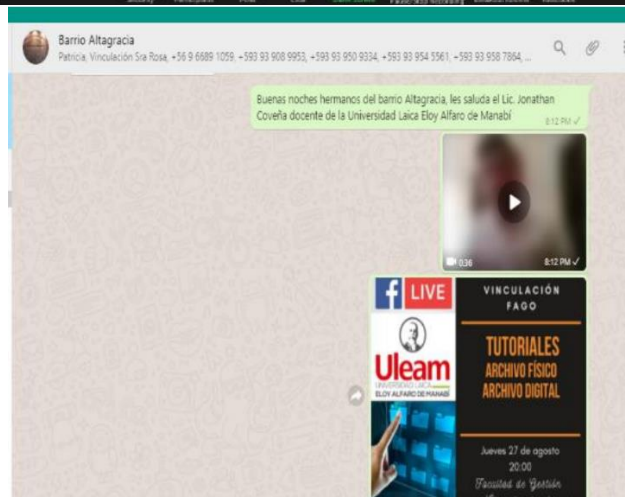 Barrio Altagracia
Patricia, Vinculación Sra Rosa, +56 9 6689 1059, +593 93 908 9953, +593 93 950 9334, +593 93 954 5561, +593 93 958 7864, ...
Buenas noches hermanos del barrio Altagracia, les saluda el Lic. Jonathan
Coveña docente de la Universidad Laica Eloy Alfaro de Manabí
8:12 PM
0:36
8:12 PM
LIVE
Uleam
UNIVERSIDAD LAICA
ELOY ALFARO DE MANABÍ
VINCULACIÓN
FAGO
TUTORIALES
ARCHIVO FÍSICO
ARCHIVO DIGITAL
Jueves 27 de agosto
20:00
Facultad de Gestión